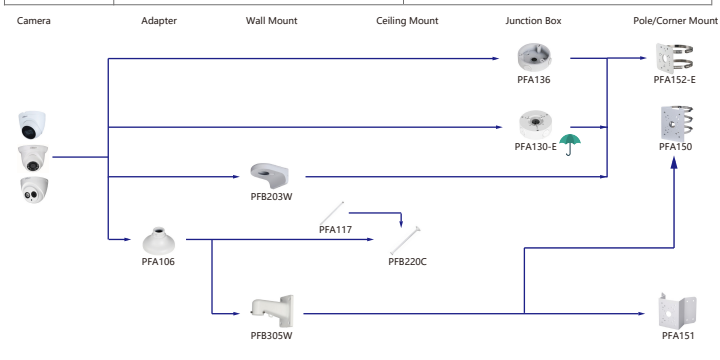 Camera Adapter Wall Mount Ceiling Mount Junction Box Pole/Corner Mount
PFA136
PFA152-E
PFA130-E
PFA150
PFB203W
PFA117
PFA106
PFB220C
PFB305W
PFA151